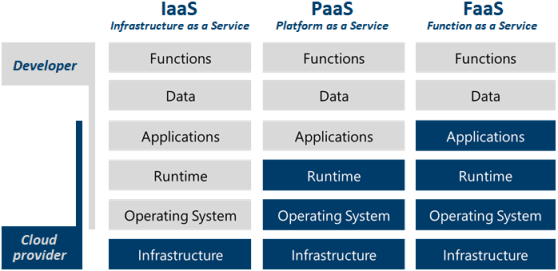 IaaS
Infrastructure as a Service
PaaS
Platform as a Service
FaaS
Function as a Service
Developer
Functions
Functions
Functions
Data
Data
Data
Applications
Applications
Applications
Runtime
Runtime
Runtime
Operating System
Operating System
Operating System
Cloud
provider
Infrastructure
Infrastructure
Infrastructure